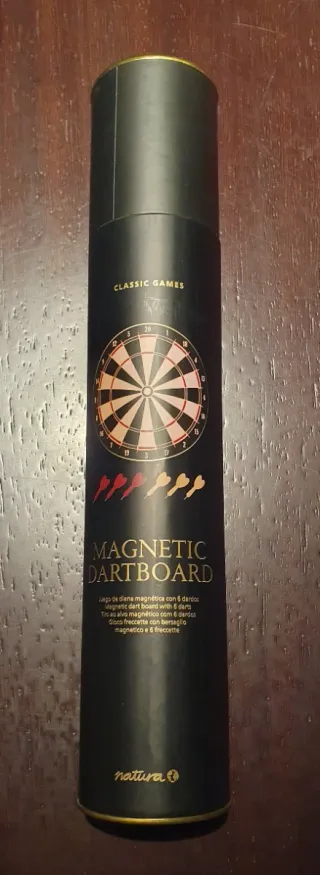 CLASSIC GAMES
MAGNETIC
DARTBOARD
Juego de diana magnética con 6 dardos
Magnetic dart board with 6 darts
Tiro ao alvo magnético com 6 dardos
Gioco freccette con bersaglio
magnetico e 6 freccette
natura